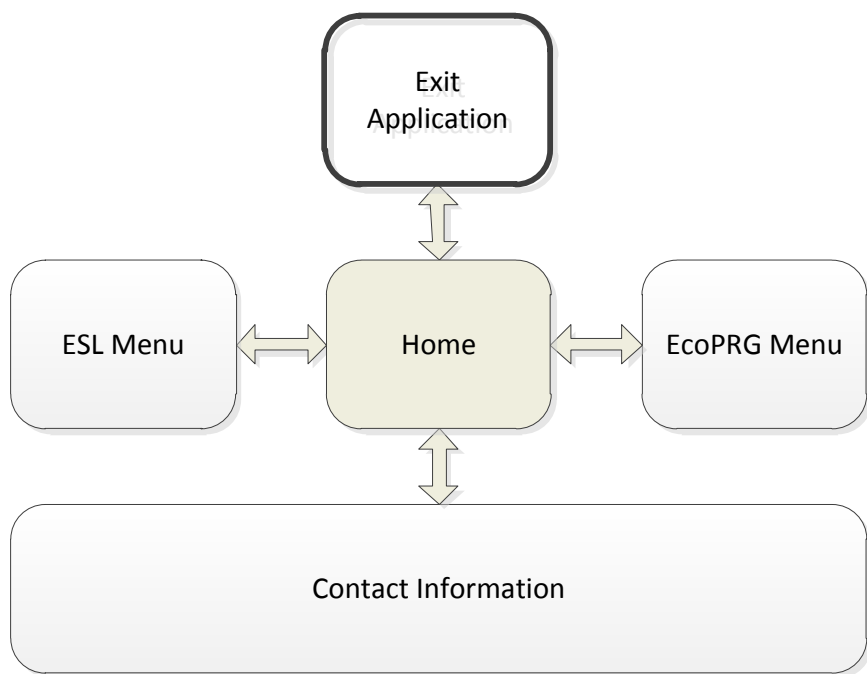 Exit
Application
ESL Menu
Home
EcoPRG Menu
Contact Information